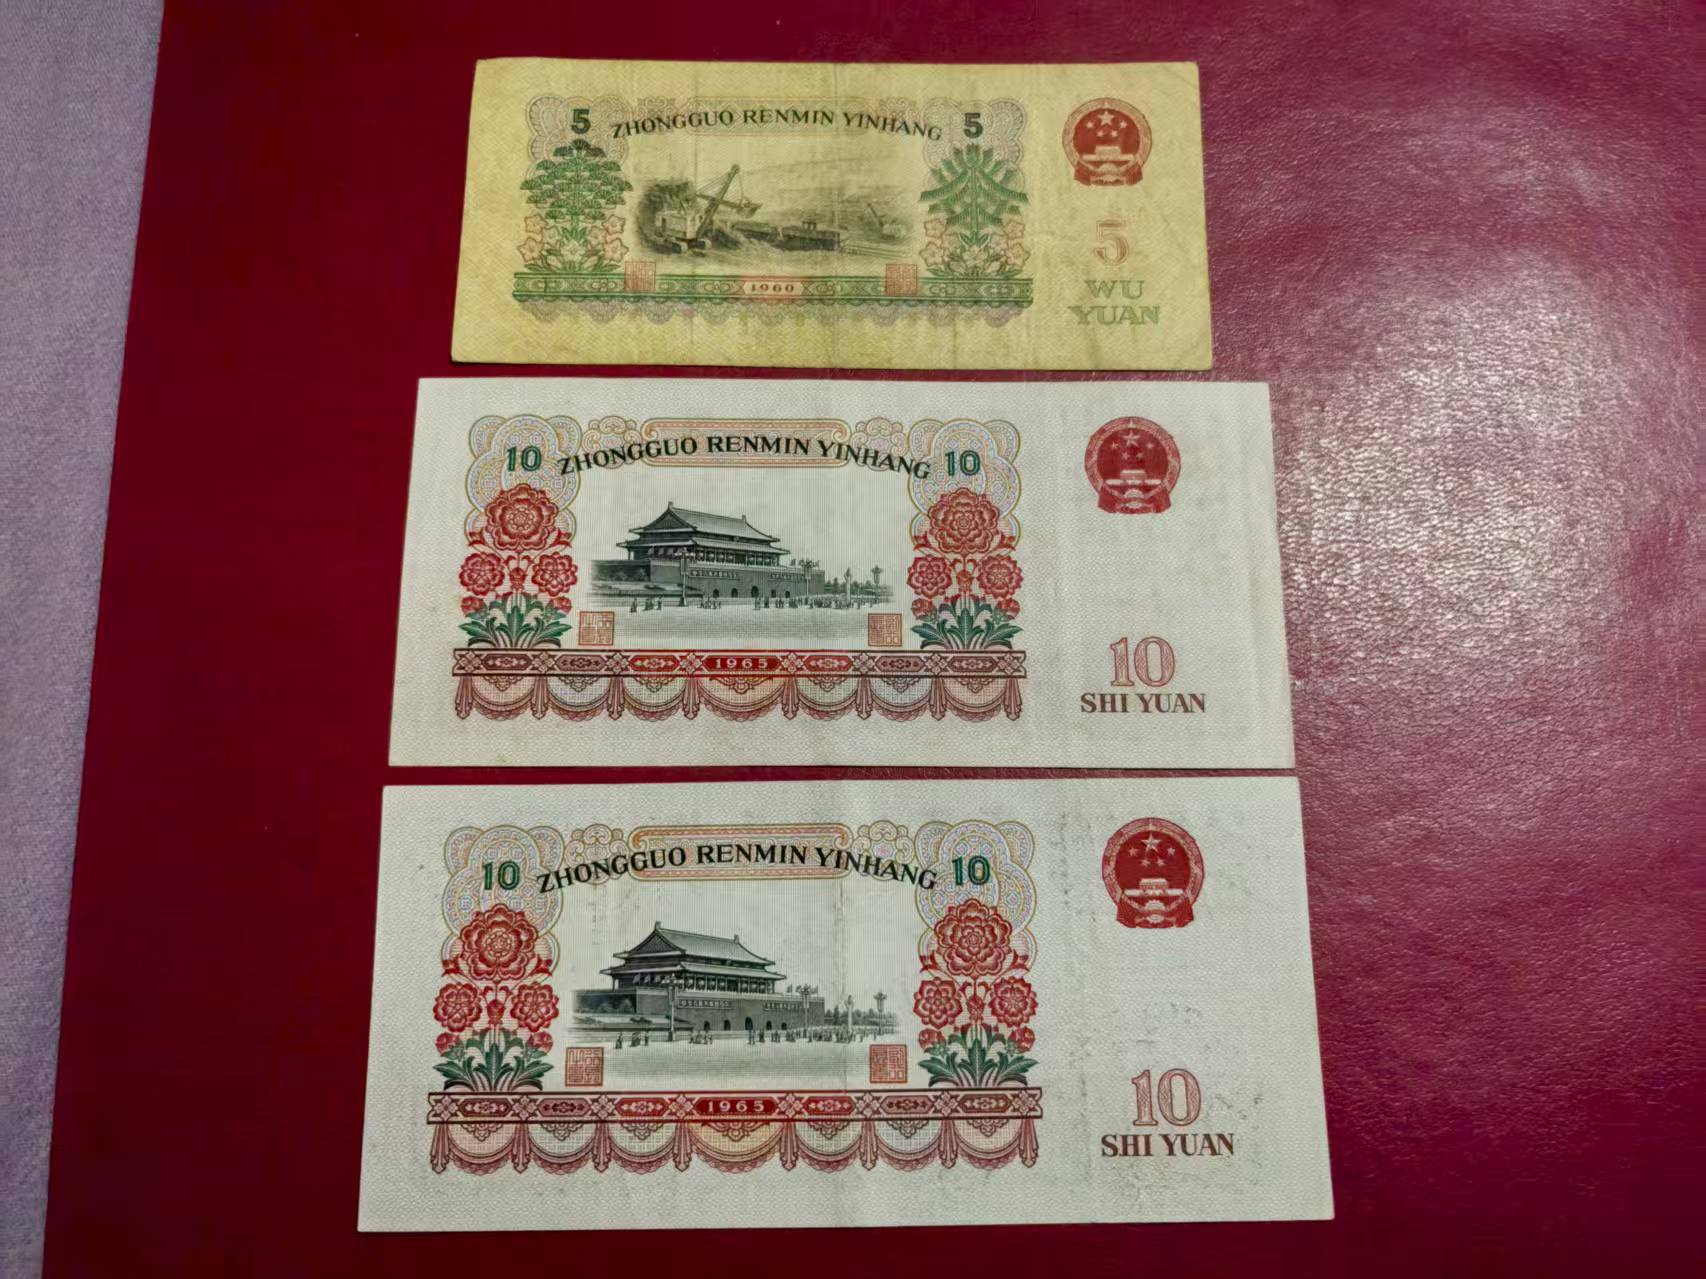 5 ZHONGGUO RENMIN YINHANG 5
1960
5
WU
YUAN
10 ZHONGGUO RENMIN YINHANG 10
1965
10
SHI YUAN
10 ZHONGGUO RENMIN YINHANG 10
1965
10
SHI YUAN